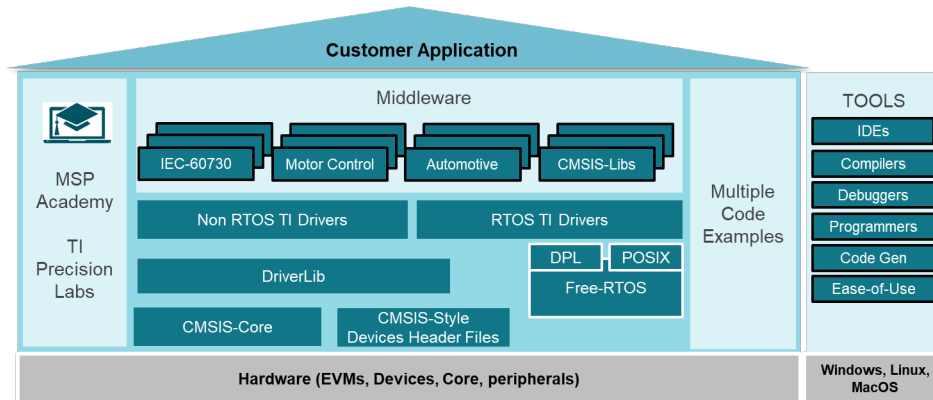 Customer Application
MSP
Academy
TI
Precision
Labs
Middleware
IEC-60730
Motor Control
Automotive
CMSIS-Libs
Non RTOS TI Drivers
RTOS TI Drivers
DriverLib
DPL
POSIX
Free-RTOS
CMSIS-Core
CMSIS-Style
Devices Header Files
Multiple
Code
Examples
TOOLS
IDEs
Compilers
Debuggers
Programmers
Code Gen
Ease-of-Use
Hardware (EVMs, Devices, Core, peripherals)
Windows, Linux,
MacOS